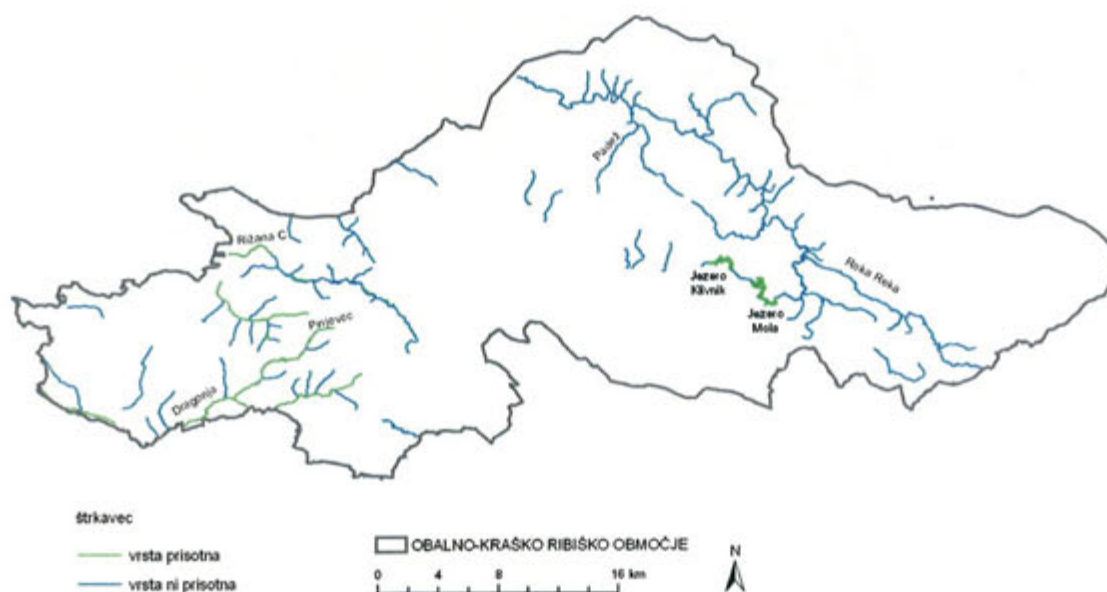 Padež
Rižana C
Reka Reka
Jezero
Klivnik
Jezero
Mola
Pinjevec
Dragonja
štrkavec
vrsta prisotna
vrsta ni prisotna
OBALNO-KRAŠKO RIBIŠKO OBMOČJE
0 4 8 16 km
N